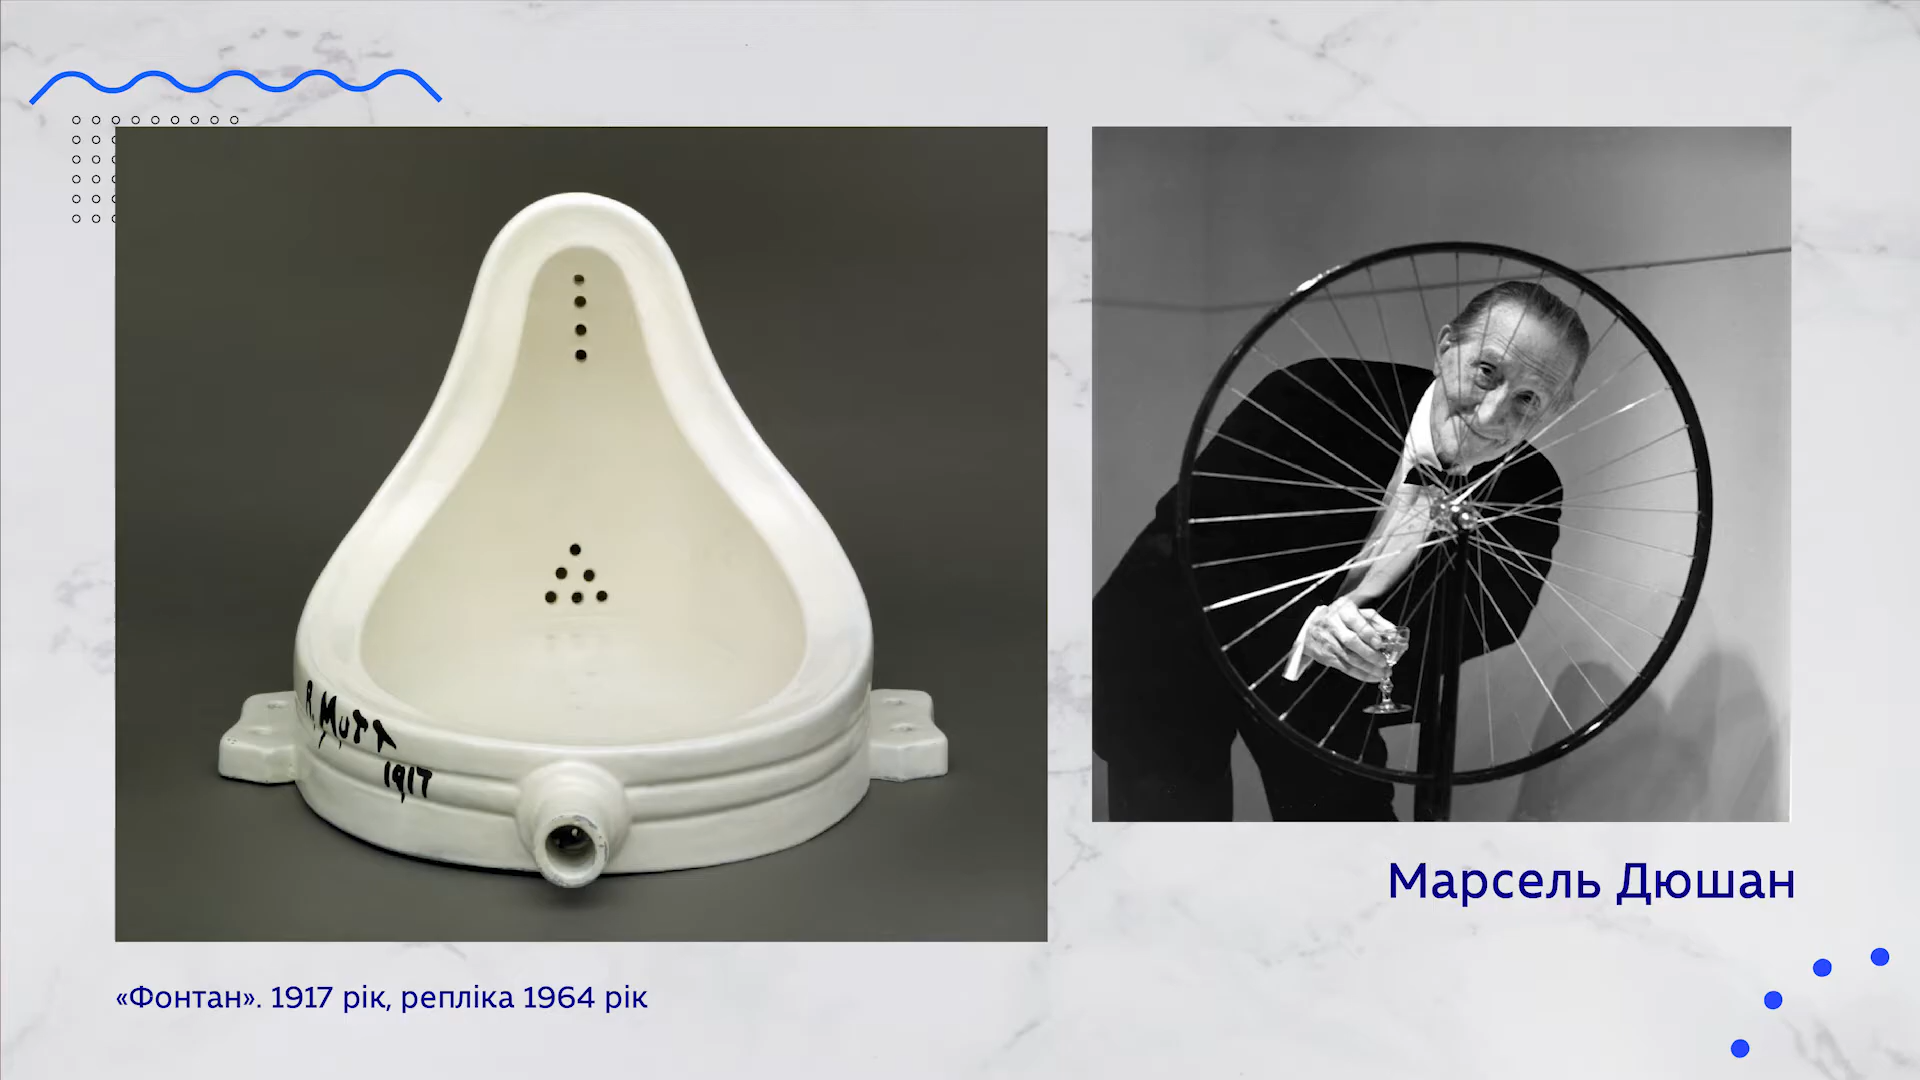 R. MUTT
1917
Марсель Дюшан
«Фонтан». 1917 рік, репліка 1964 рік